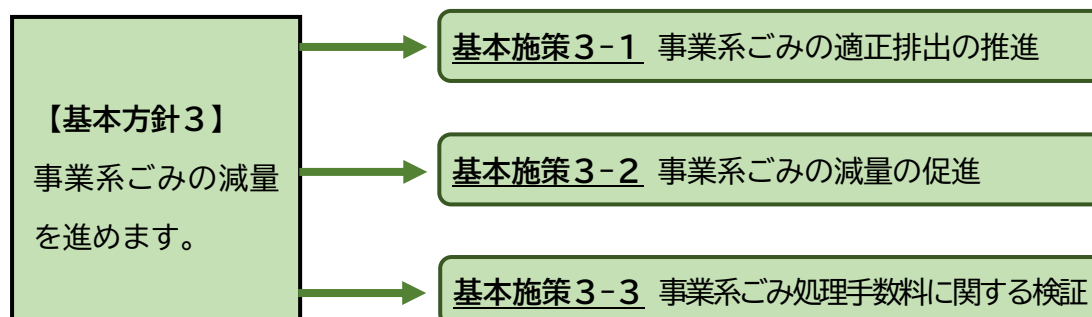 【基本方針３】
事業系ごみの減量
を進めます。
基本施策３-１ 事業系ごみの適正排出の推進
基本施策３-２ 事業系ごみの減量の促進
基本施策３-３ 事業系ごみ処理手数料に関する検証